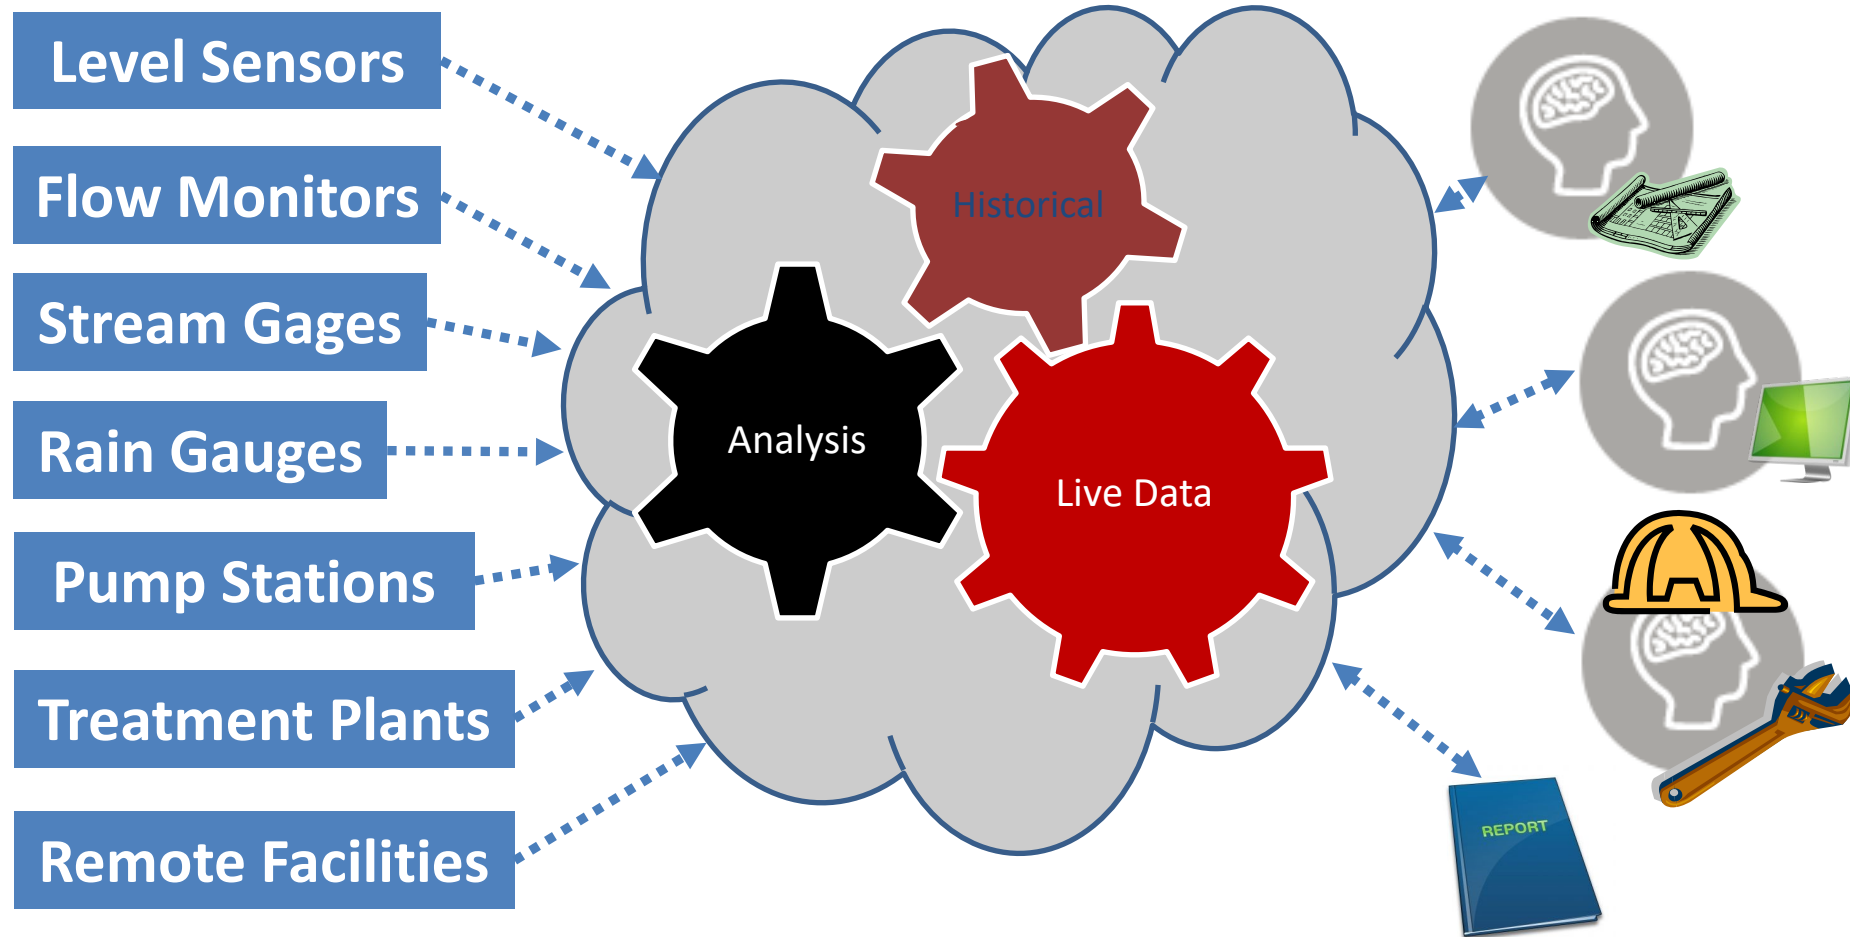 Level Sensors
Flow Monitors
Stream Gages
Rain Gauges
Pump Stations
Treatment Plants
Remote Facilities
Historical
Analysis
Live Data
REPORT